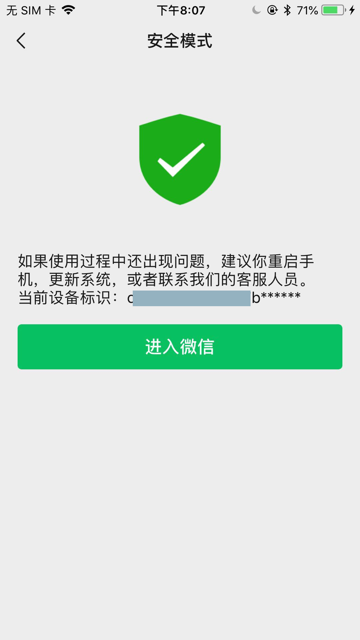 无 SIM 卡 下午8:07 71%
安全模式
如果使用过程中还出现问题，建议你重启手
机，更新系统，或者联系我们的客服人员。
当前设备标识：c b******
进入微信